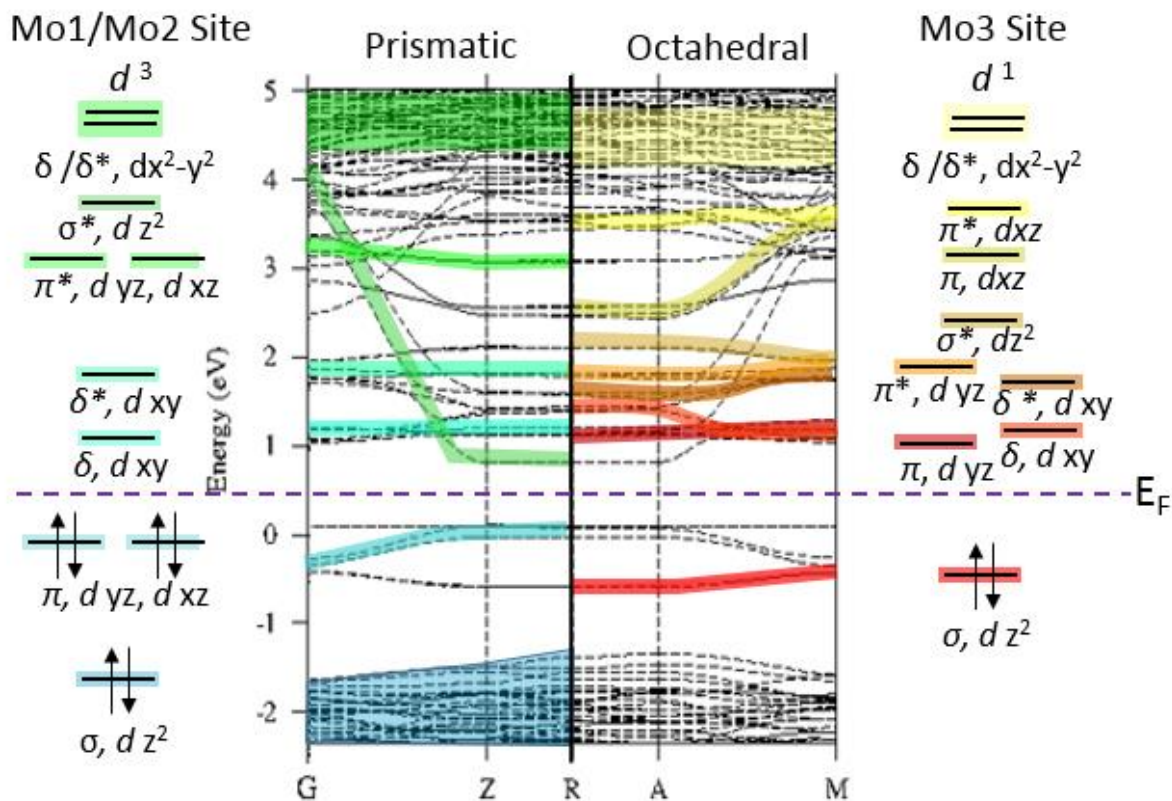 Mo1/Mo2 Site
Prismatic
Octahedral
Mo3 Site
d ³
d ¹
δ /δ*, dx²-y²
σ*, d z²
π*, d yz, d xz
δ*, d xy
δ, d xy
π, d yz, d xz
σ, d z²
Energy (eV)
5
4
3
2
1
0
-1
-2
G
Z
R
A
M
δ /δ*, dx²-y²
π*, dxz
π, dxz
σ*, dz²
π*, d yz
δ *, d xy
π, d yz
δ, d xy
E_F
σ, d z²